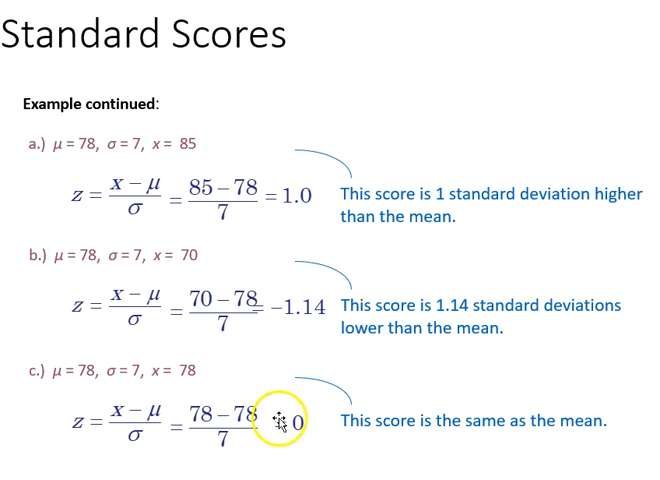 Standard Scores
Example continued:
a.) μ = 78, σ = 7, x = 85
z = (x − μ)/σ = (85 − 78)/7 = 1.0
This score is 1 standard deviation higher
than the mean.
b.) μ = 78, σ = 7, x = 70
z = (x − μ)/σ = (70 − 78)/7 = −1.14
This score is 1.14 standard deviations
lower than the mean.
c.) μ = 78, σ = 7, x = 78
z = (x − μ)/σ = (78 − 78)/7 = 0
This score is the same as the mean.